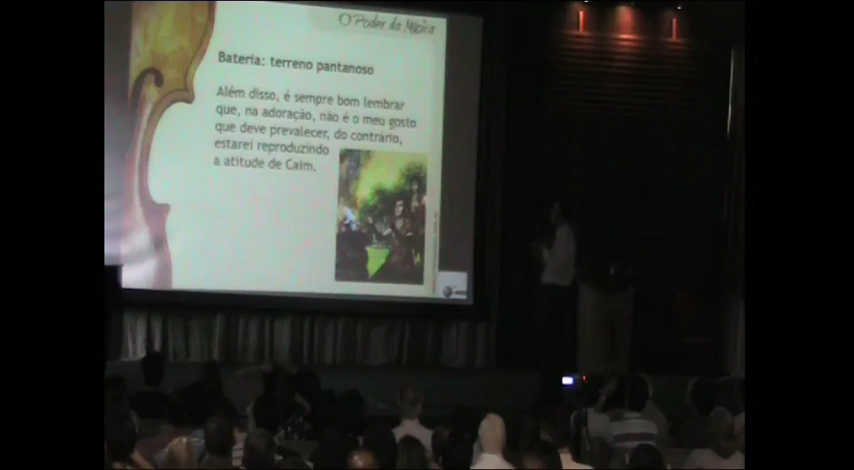 O Poder da Música
Bateria: terreno pantanoso
Além disso, é sempre bom lembrar
que, na adoração, não é o meu gosto
que deve prevalecer, do contrário,
estarei reproduzindo
a atitude de Caim.